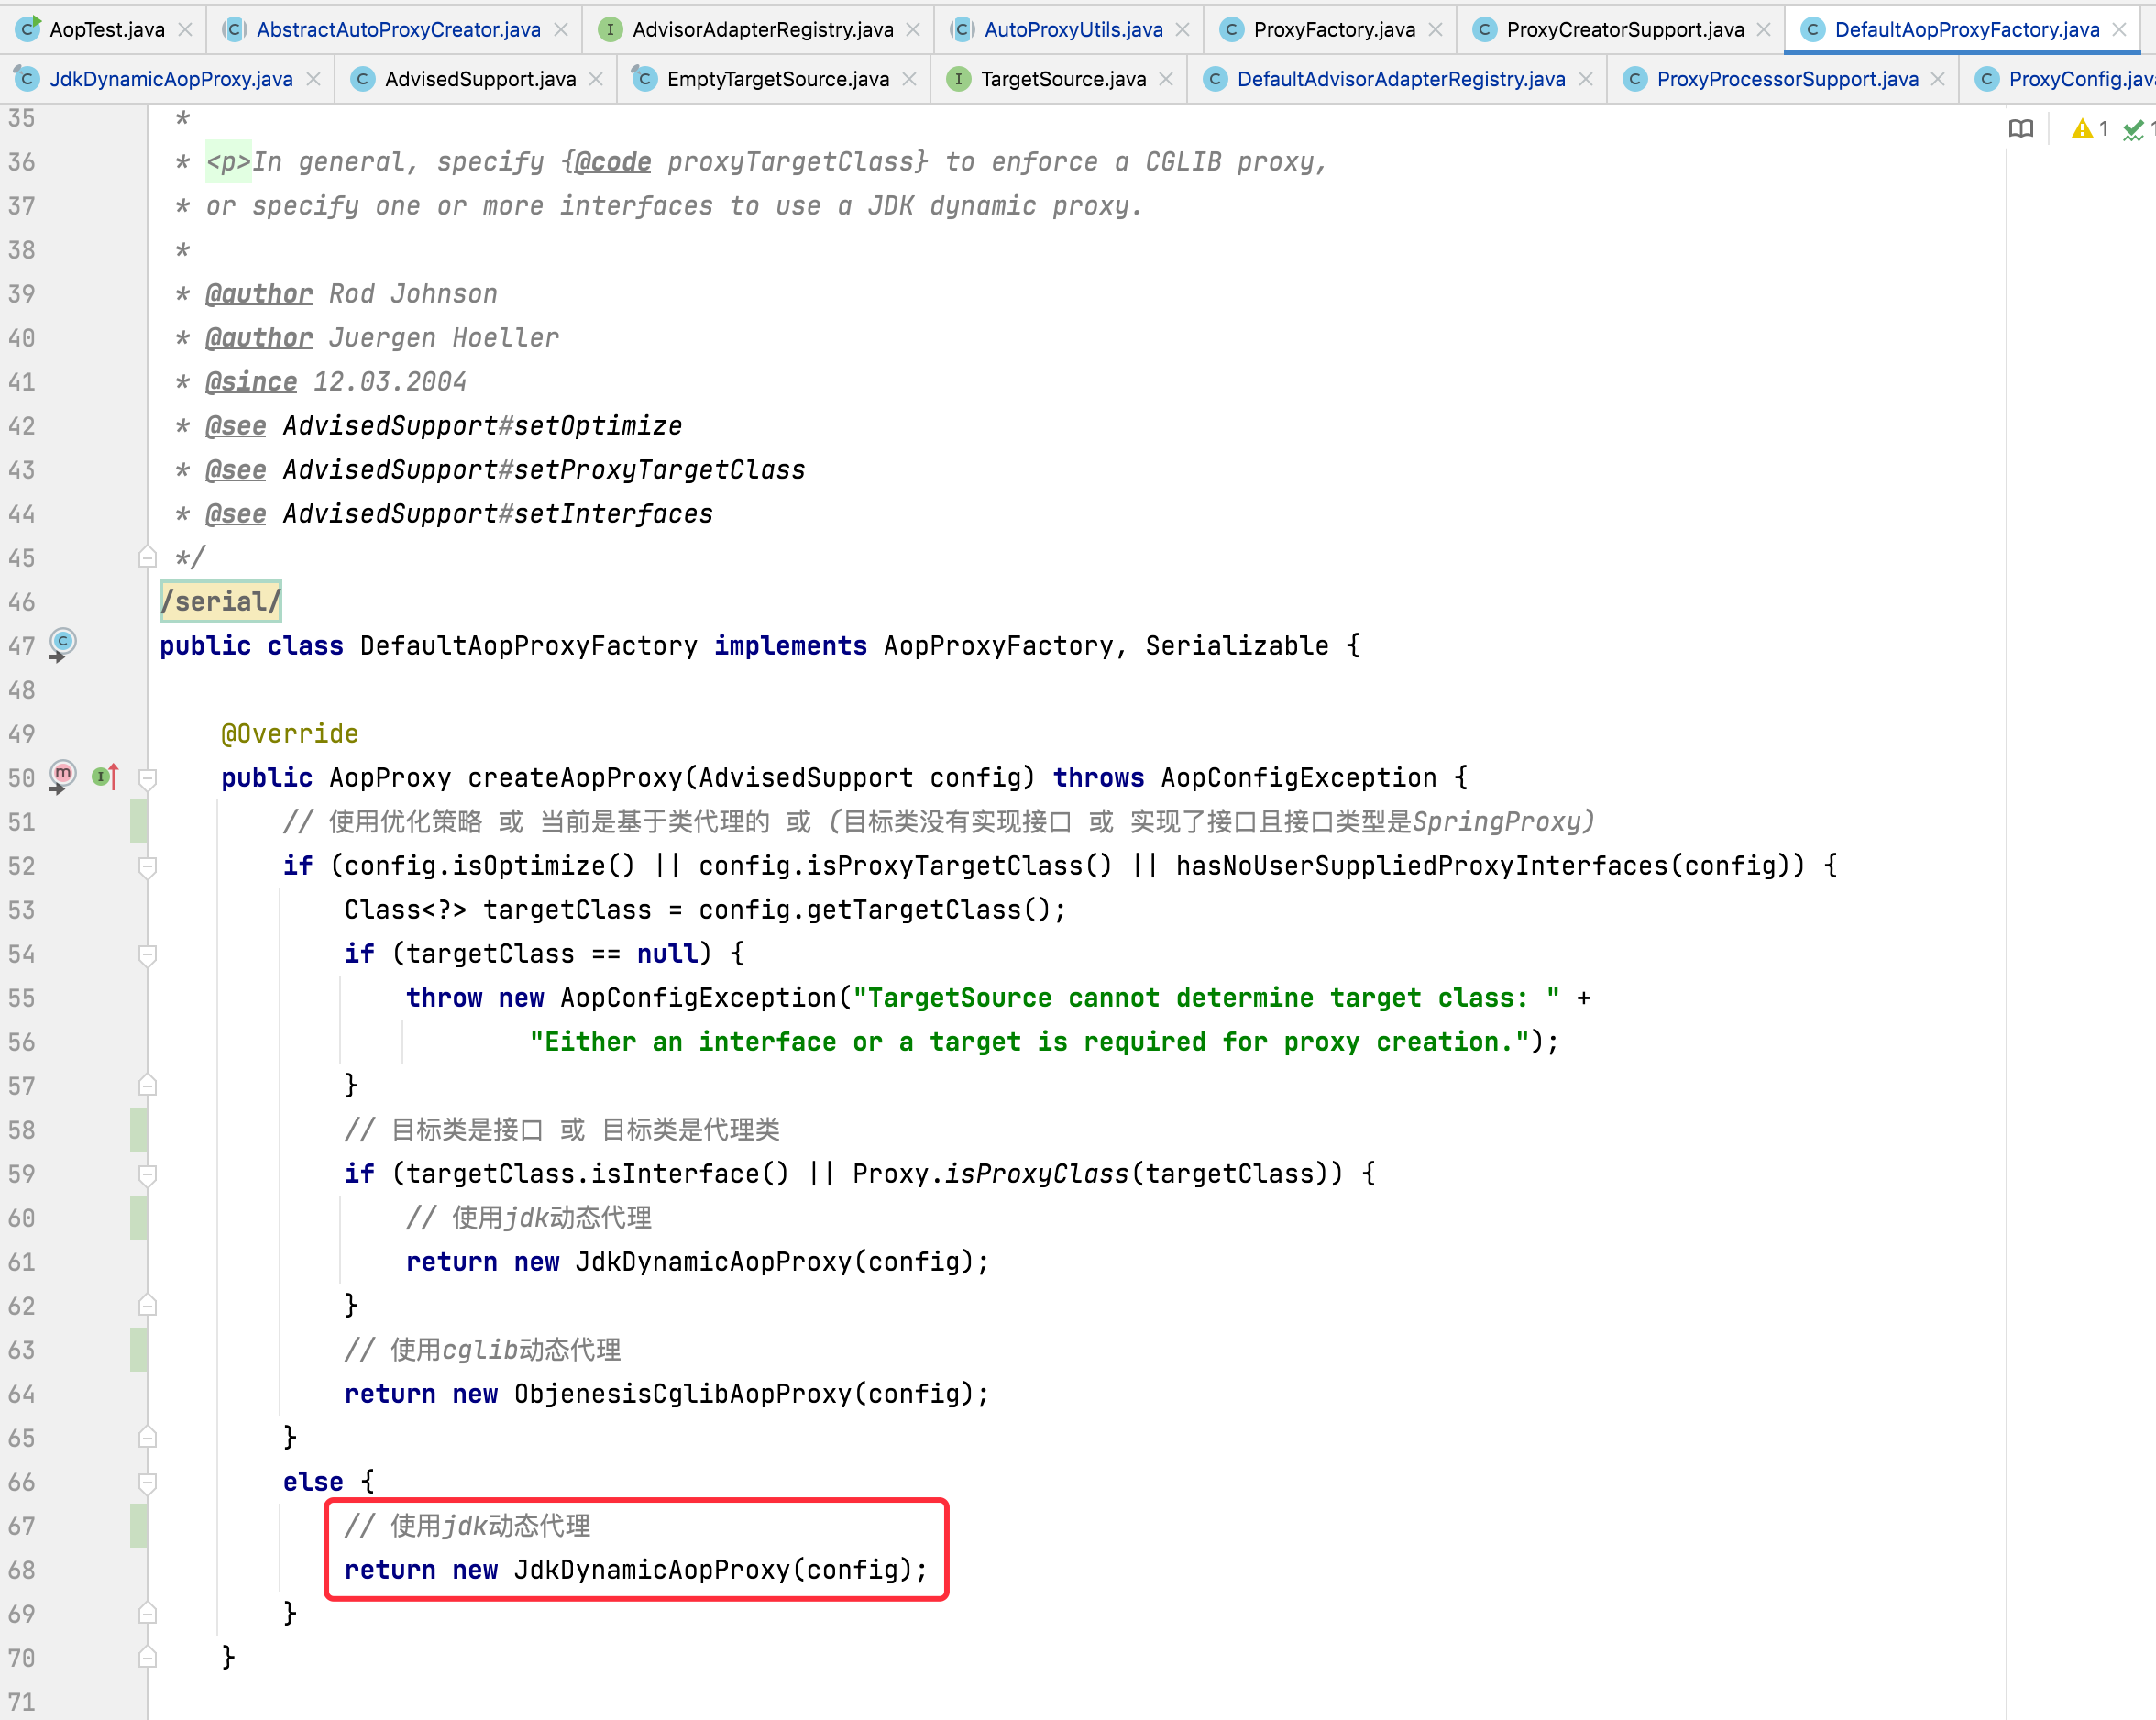 AopTest.java AbstractAutoProxyCreator.java AdvisorAdapterRegistry.java AutoProxyUtils.java ProxyFactory.java ProxyCreatorSupport.java DefaultAopProxyFactory.java
JdkDynamicAopProxy.java AdvisedSupport.java EmptyTargetSource.java TargetSource.java DefaultAdvisorAdapterRegistry.java ProxyProcessorSupport.java ProxyConfig.jav
1 1
35 *
36 * <p>In general, specify {@code proxyTargetClass} to enforce a CGLIB proxy,
37 * or specify one or more interfaces to use a JDK dynamic proxy.
38 *
39 * @author Rod Johnson
40 * @author Juergen Hoeller
41 * @since 12.03.2004
42 * @see AdvisedSupport#setOptimize
43 * @see AdvisedSupport#setProxyTargetClass
44 * @see AdvisedSupport#setInterfaces
45 */
46 /serial/
47 public class DefaultAopProxyFactory implements AopProxyFactory, Serializable {
48
49 @Override
50 public AopProxy createAopProxy(AdvisedSupport config) throws AopConfigException {
51 // 使用优化策略 或 当前是基于类代理的 或 (目标类没有实现接口 或 实现了接口且接口类型是SpringProxy)
52 if (config.isOptimize() || config.isProxyTargetClass() || hasNoUserSuppliedProxyInterfaces(config)) {
53 Class<?> targetClass = config.getTargetClass();
54 if (targetClass == null) {
55 throw new AopConfigException("TargetSource cannot determine target class: " +
56 "Either an interface or a target is required for proxy creation.");
57 }
58 // 目标类是接口 或 目标类是代理类
59 if (targetClass.isInterface() || Proxy.isProxyClass(targetClass)) {
60 // 使用jdk动态代理
61 return new JdkDynamicAopProxy(config);
62 }
63 // 使用cglib动态代理
64 return new ObjenesisCglibAopProxy(config);
65 }
66 else {
67 // 使用jdk动态代理
68 return new JdkDynamicAopProxy(config);
69 }
70 }
71